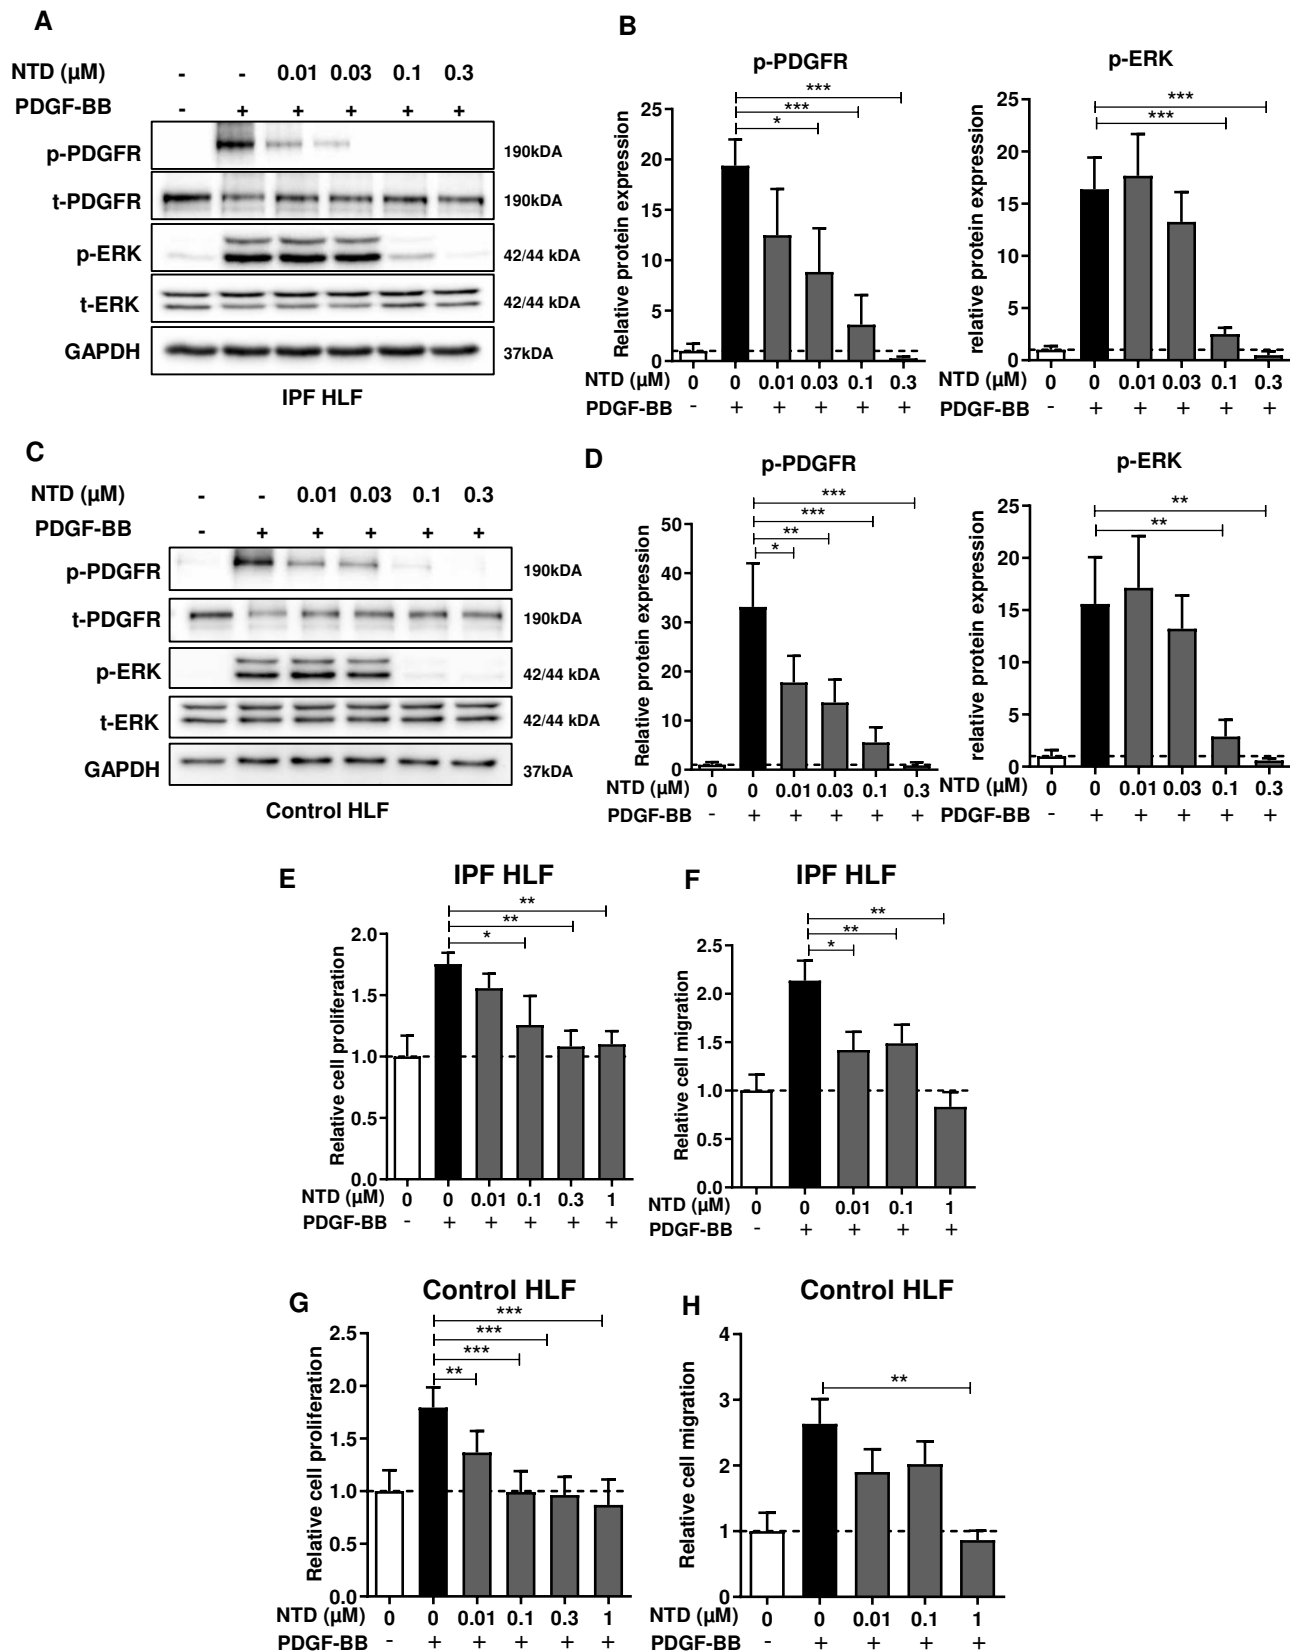 A
NTD (μM) - - 0.01 0.03 0.1 0.3
PDGF-BB - + + + + +
p-PDGFR 190kDA
t-PDGFR 190kDA
p-ERK 42/44 kDA
t-ERK 42/44 kDA
GAPDH 37kDA
IPF HLF
B
p-PDGFR
***
***
*
Relative protein expression
25
20
15
10
5
0
NTD (μM) 0 0 0.01 0.03 0.1 0.3
PDGF-BB - + + + + +
p-ERK
***
***
relative protein expression
25
20
15
10
5
0
NTD (μM) 0 0 0.01 0.03 0.1 0.3
PDGF-BB - + + + + +
C
NTD (μM) - - 0.01 0.03 0.1 0.3
PDGF-BB - + + + + +
p-PDGFR 190kDA
t-PDGFR 190kDA
p-ERK 42/44 kDA
t-ERK 42/44 kDA
GAPDH 37kDA
Control HLF
D
p-PDGFR
***
***
**
*
Relative protein expression
50
40
30
20
10
0
NTD (μM) 0 0 0.01 0.03 0.1 0.3
PDGF-BB - + + + + +
p-ERK
**
**
relative protein expression
25
20
15
10
5
0
NTD (μM) 0 0 0.01 0.03 0.1 0.3
PDGF-BB - + + + + +
E
IPF HLF
**
**
*
Relative cell proliferation
2.0
1.5
1.0
0.5
0.0
NTD (μM) 0 0 0.01 0.1 0.3 1
PDGF-BB - + + + + +
F
IPF HLF
**
**
*
Relative cell migration
2.5
2.0
1.5
1.0
0.5
0.0
NTD (μM) 0 0 0.01 0.1 1
PDGF-BB - + + + +
G
Control HLF
***
***
***
**
Relative cell proliferation
2.5
2.0
1.5
1.0
0.5
0.0
NTD (μM) 0 0 0.01 0.1 0.3 1
PDGF-BB - + + + + +
H
Control HLF
**
Relative cell migration
4
3
2
1
0
NTD (μM) 0 0 0.01 0.1 1
PDGF-BB - + + + +